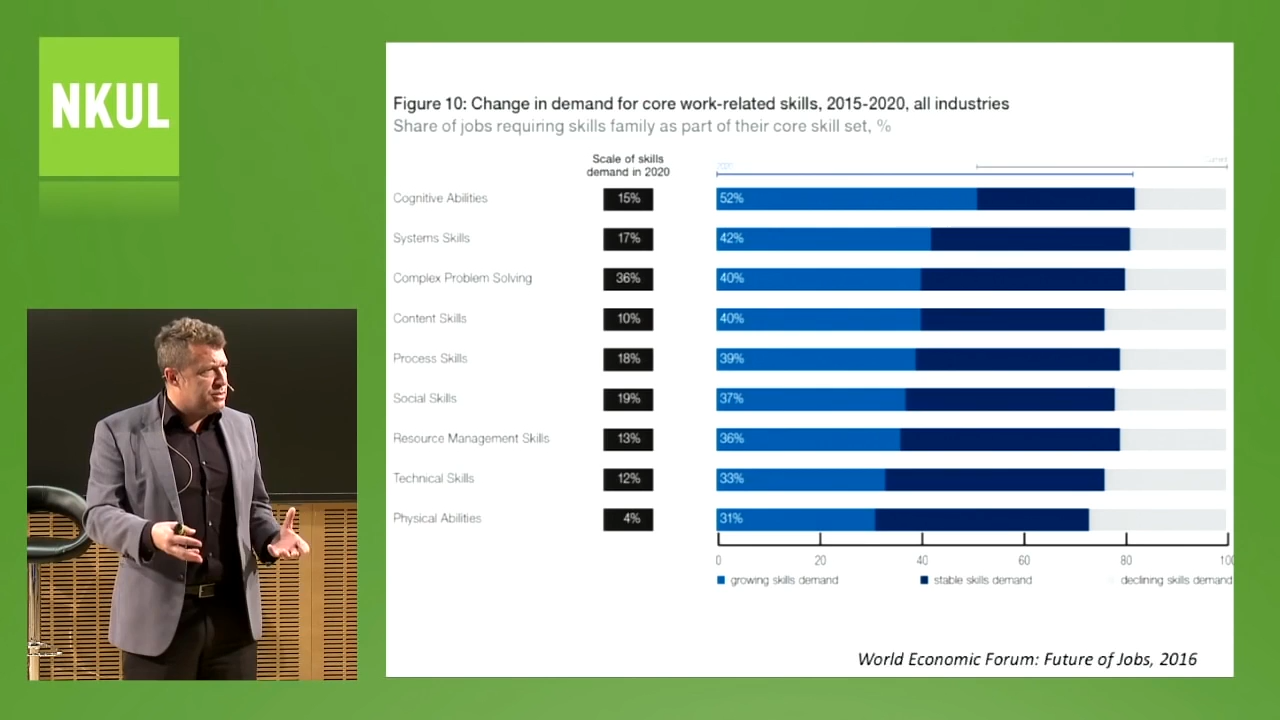 NKUL
Figure 10: Change in demand for core work-related skills, 2015-2020, all industries
Share of jobs requiring skills family as part of their core skill set, %
Scale of skills
demand in 2020
Cognitive Abilities 15% 52%
Systems Skills 17% 42%
Complex Problem Solving 36% 40%
Content Skills 10% 40%
Process Skills 18% 39%
Social Skills 19% 37%
Resource Management Skills 13% 36%
Technical Skills 12% 33%
Physical Abilities 4% 31%
0 20 40 60 80 100
growing skills demand stable skills demand declining skills demand
World Economic Forum: Future of Jobs, 2016